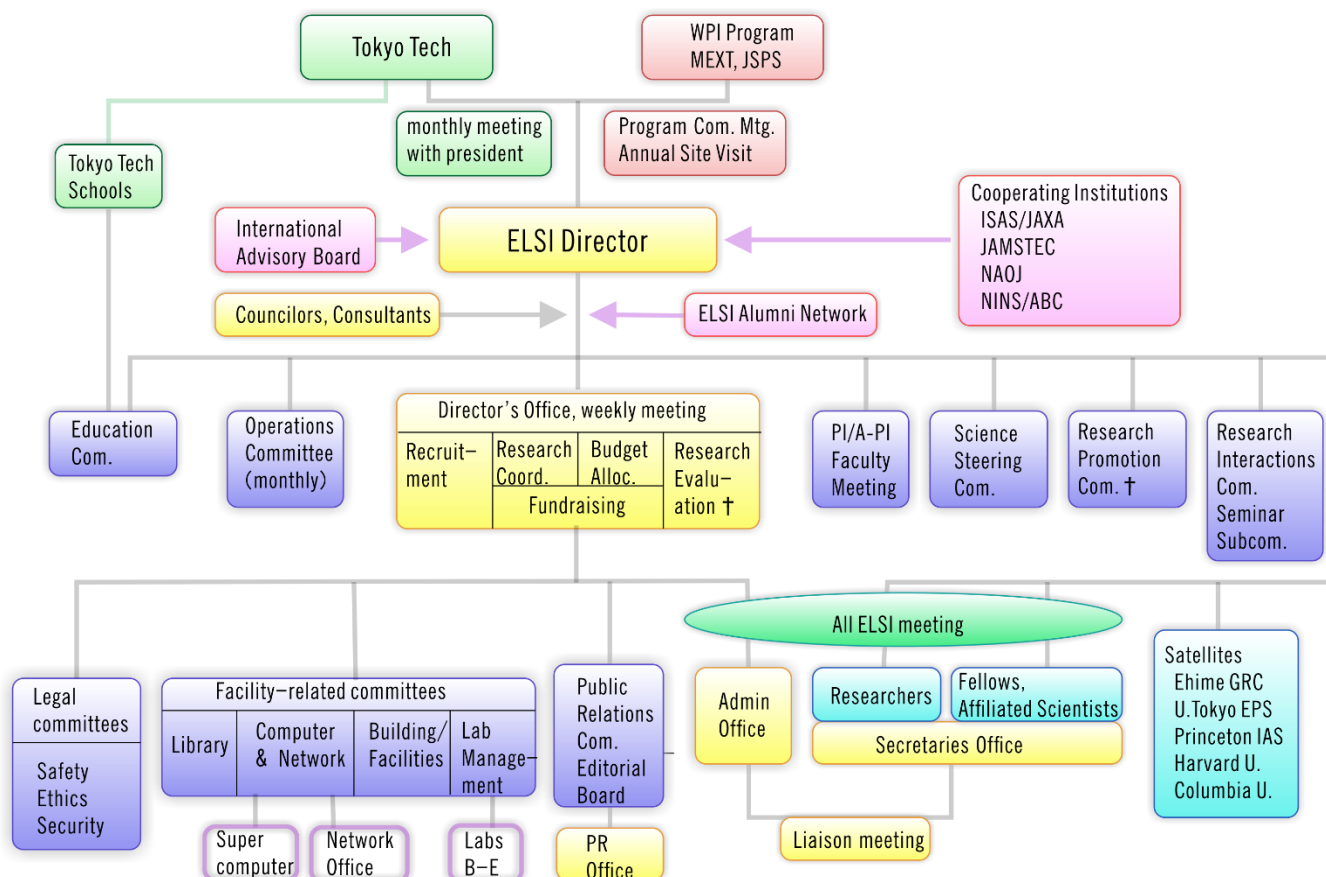 Tokyo Tech
WPI Program
MEXT, JSPS
monthly meeting
with president
Program Com. Mtg.
Annual Site Visit
Tokyo Tech
Schools
International
Advisory Board
ELSI Director
Cooperating Institutions
ISAS/JAXA
JAMSTEC
NAOJ
NINS/ABC
Councilors, Consultants
ELSI Alumni Network
Education
Com.
Operations
Committee
(monthly)
Director's Office, weekly meeting
Recruit–
ment
Research
Coord.
Budget
Alloc.
Fundraising
Research
Evalu–
ation †
PI/A-PI
Faculty
Meeting
Science
Steering
Com.
Research
Promotion
Com. †
Research
Interactions
Com.
Seminar
Subcom.
All ELSI meeting
Legal
committees
Safety
Ethics
Security
Facility–related committees
Library
Computer
& Network
Building/
Facilities
Lab
Manage–
ment
Super
computer
Network
Office
Labs
B–E
Public
Relations
Com.
Editorial
Board
PR
Office
Admin
Office
Researchers
Fellows,
Affiliated Scientists
Secretaries Office
Liaison meeting
Satellites
Ehime GRC
U.Tokyo EPS
Princeton IAS
Harvard U.
Columbia U.